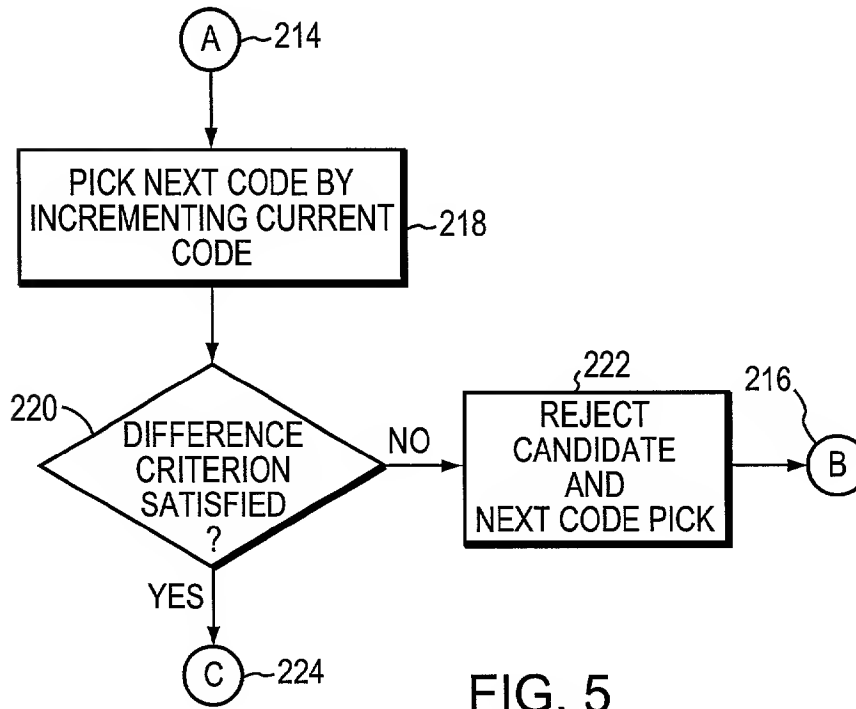 A
214
PICK NEXT CODE BY
INCREMENTING CURRENT
CODE
218
220
DIFFERENCE
CRITERION
SATISFIED
?
NO
222
REJECT
CANDIDATE
AND
NEXT CODE PICK
216
B
YES
C
224
FIG. 5